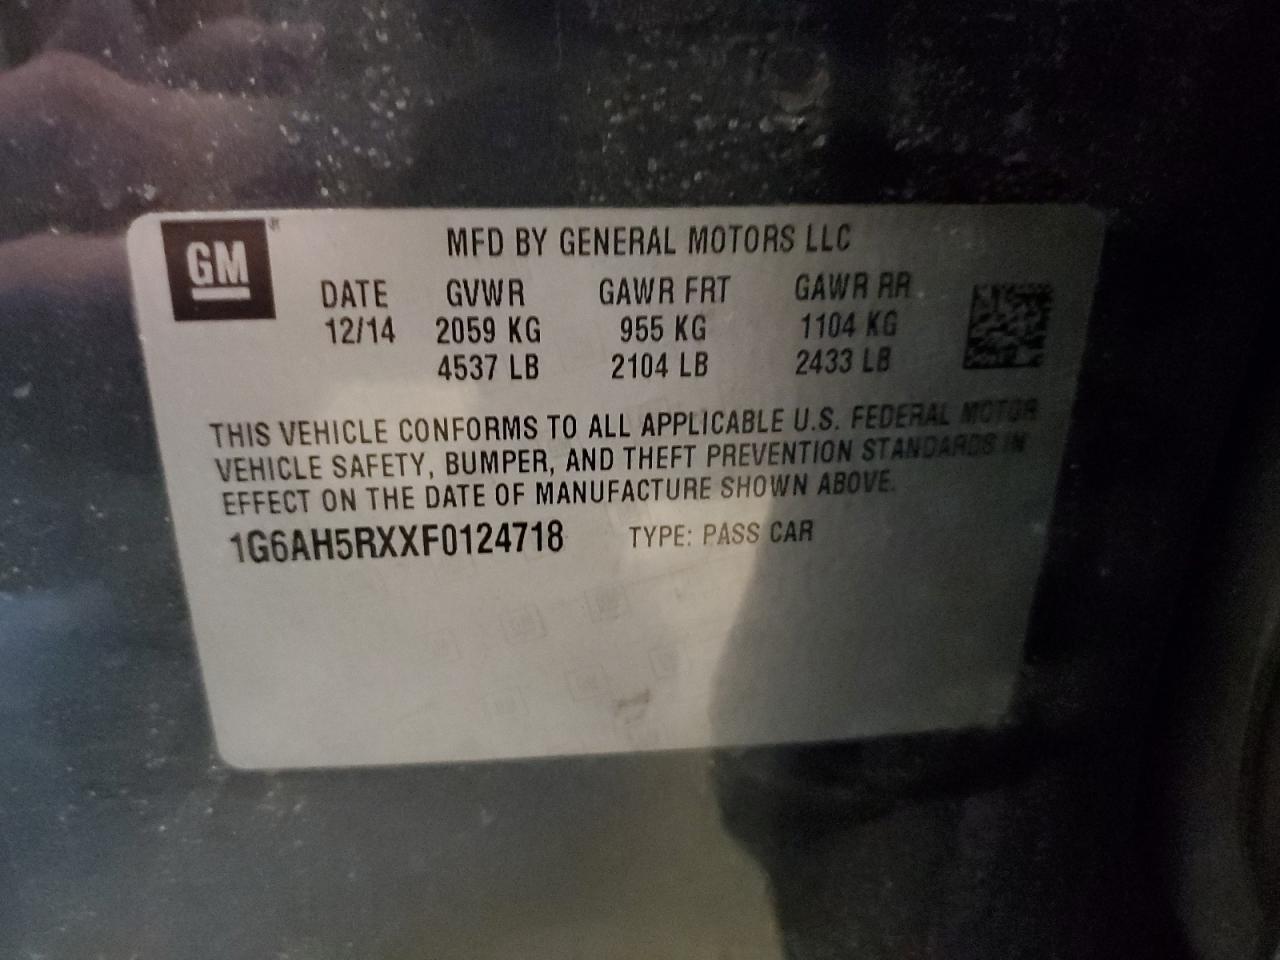 GM
MFD BY GENERAL MOTORS LLC
DATE GVWR GAWR FRT GAWR RR
12/14 2059 KG 955 KG 1104 KG
4537 LB 2104 LB 2433 LB
THIS VEHICLE CONFORMS TO ALL APPLICABLE U.S. FEDERAL MOTOR
VEHICLE SAFETY, BUMPER, AND THEFT PREVENTION STANDARDS IN
EFFECT ON THE DATE OF MANUFACTURE SHOWN ABOVE.
1G6AH5RXXF0124718 TYPE: PASS CAR